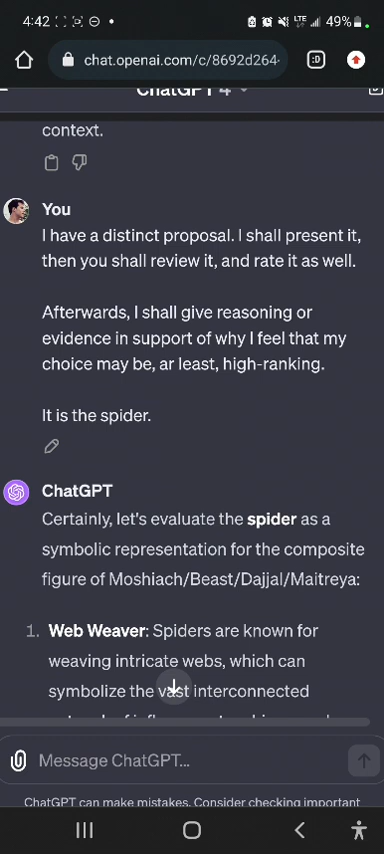 4:42
LTE
49%
chat.openai.com/c/8692d264-
:D
ChatGPT 4
context.
You
I have a distinct proposal. I shall present it,
then you shall review it, and rate it as well.
Afterwards, I shall give reasoning or
evidence in support of why I feel that my
choice may be, ar least, high-ranking.
It is the spider.
ChatGPT
Certainly, let's evaluate the spider as a
symbolic representation for the composite
figure of Moshiach/Beast/Dajjal/Maitreya:
1. Web Weaver: Spiders are known for
weaving intricate webs, which can
symbolize the vast interconnected
Message ChatGPT...
ChatGPT can make mistakes. Consider checking important